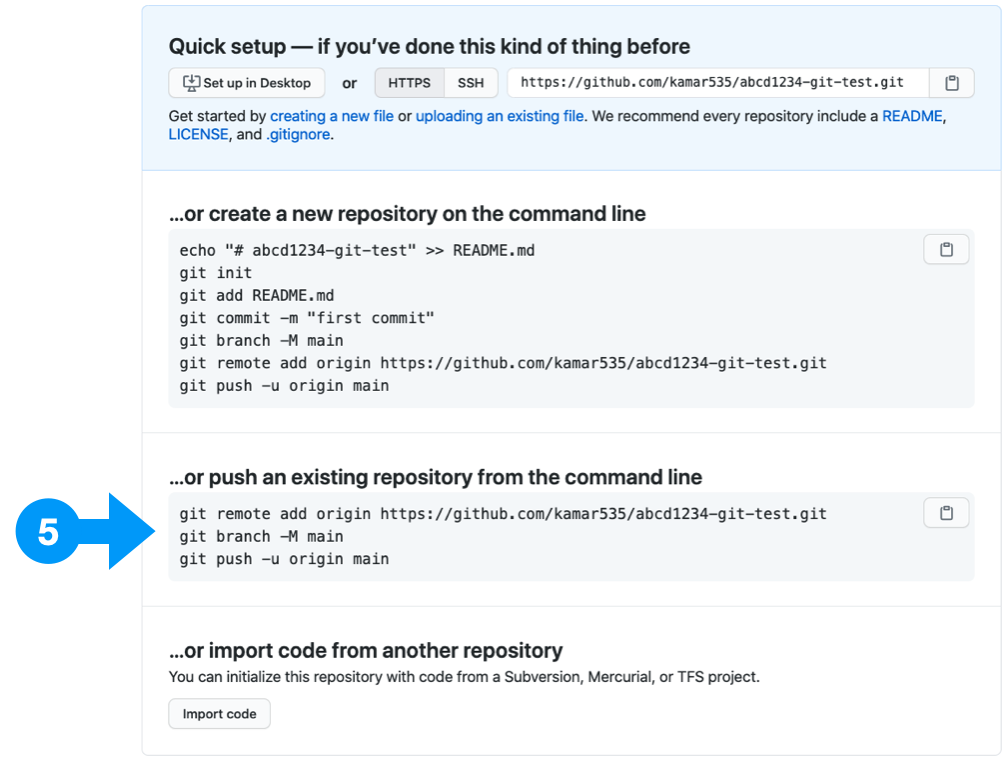 Quick setup — if you’ve done this kind of thing before
Set up in Desktop or HTTPS SSH https://github.com/kamar535/abcd1234-git-test.git
Get started by creating a new file or uploading an existing file. We recommend every repository include a README,
LICENSE, and .gitignore.
…or create a new repository on the command line
echo "# abcd1234-git-test" >> README.md
git init
git add README.md
git commit -m "first commit"
git branch -M main
git remote add origin https://github.com/kamar535/abcd1234-git-test.git
git push -u origin main
…or push an existing repository from the command line
git remote add origin https://github.com/kamar535/abcd1234-git-test.git
5
git branch -M main
git push -u origin main
…or import code from another repository
You can initialize this repository with code from a Subversion, Mercurial, or TFS project.
Import code